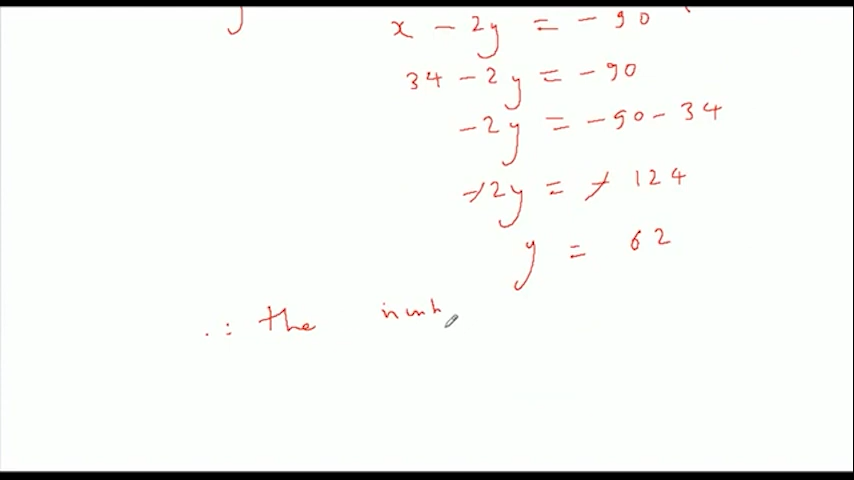 y
x - 2y = - 90
34 - 2y = - 90
-2y = - 90 - 34
-2y = - 124
y = 62
∴ the